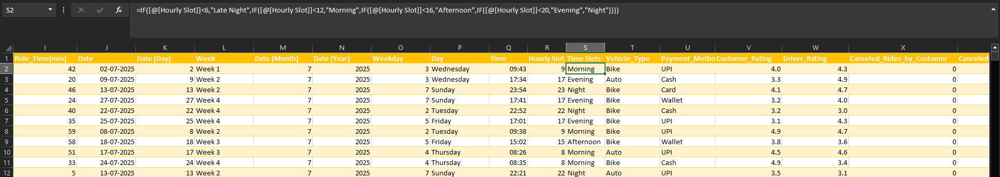 S2 fx =IF([@[Hourly Slot]]<6,"Late Night",IF([@[Hourly Slot]]<12,"Morning",IF([@[Hourly Slot]]<16,"Afternoon",IF([@[Hourly Slot]]<20,"Evening","Night"))))
I J K L M N O P Q R S T U V W X
1 Ride_Time(min) Date Date (Day) Week Date (Month) Date (Year) Weekday Day Time Hourly Slot Time Slots Vehicle_Type Payment_Metho Customer_Rating Driver_Rating Canceled_Rides_by_Customer Canceled
2 42 02-07-2025 2 Week 1 7 2025 3 Wednesday 09:43 9 Morning Bike UPI 4.0 4.3 0
3 20 09-07-2025 9 Week 2 7 2025 3 Wednesday 17:34 17 Evening Auto Cash 3.3 4.9 0
4 46 13-07-2025 13 Week 2 7 2025 7 Sunday 23:54 23 Night Bike Card 4.1 4.7 0
5 24 27-07-2025 27 Week 4 7 2025 7 Sunday 17:41 17 Evening Bike Wallet 3.2 4.0 0
6 40 22-07-2025 22 Week 4 7 2025 2 Tuesday 22:52 22 Night Bike Cash 3.2 3.0 0
7 35 25-07-2025 25 Week 4 7 2025 5 Friday 17:01 17 Evening Bike UPI 3.1 4.3 0
8 59 08-07-2025 8 Week 2 7 2025 2 Tuesday 09:38 9 Morning Bike UPI 4.9 4.7 0
9 58 18-07-2025 18 Week 3 7 2025 5 Friday 15:02 15 Afternoon Bike Wallet 3.8 3.6 0
10 51 17-07-2025 17 Week 3 7 2025 4 Thursday 08:26 8 Morning Auto UPI 4.5 4.6 0
11 33 24-07-2025 24 Week 4 7 2025 4 Thursday 08:35 8 Morning Bike Cash 4.9 3.4 0
12 5 13-07-2025 13 Week 2 7 2025 7 Sunday 22:21 22 Night Auto UPI 3.5 3.1 0